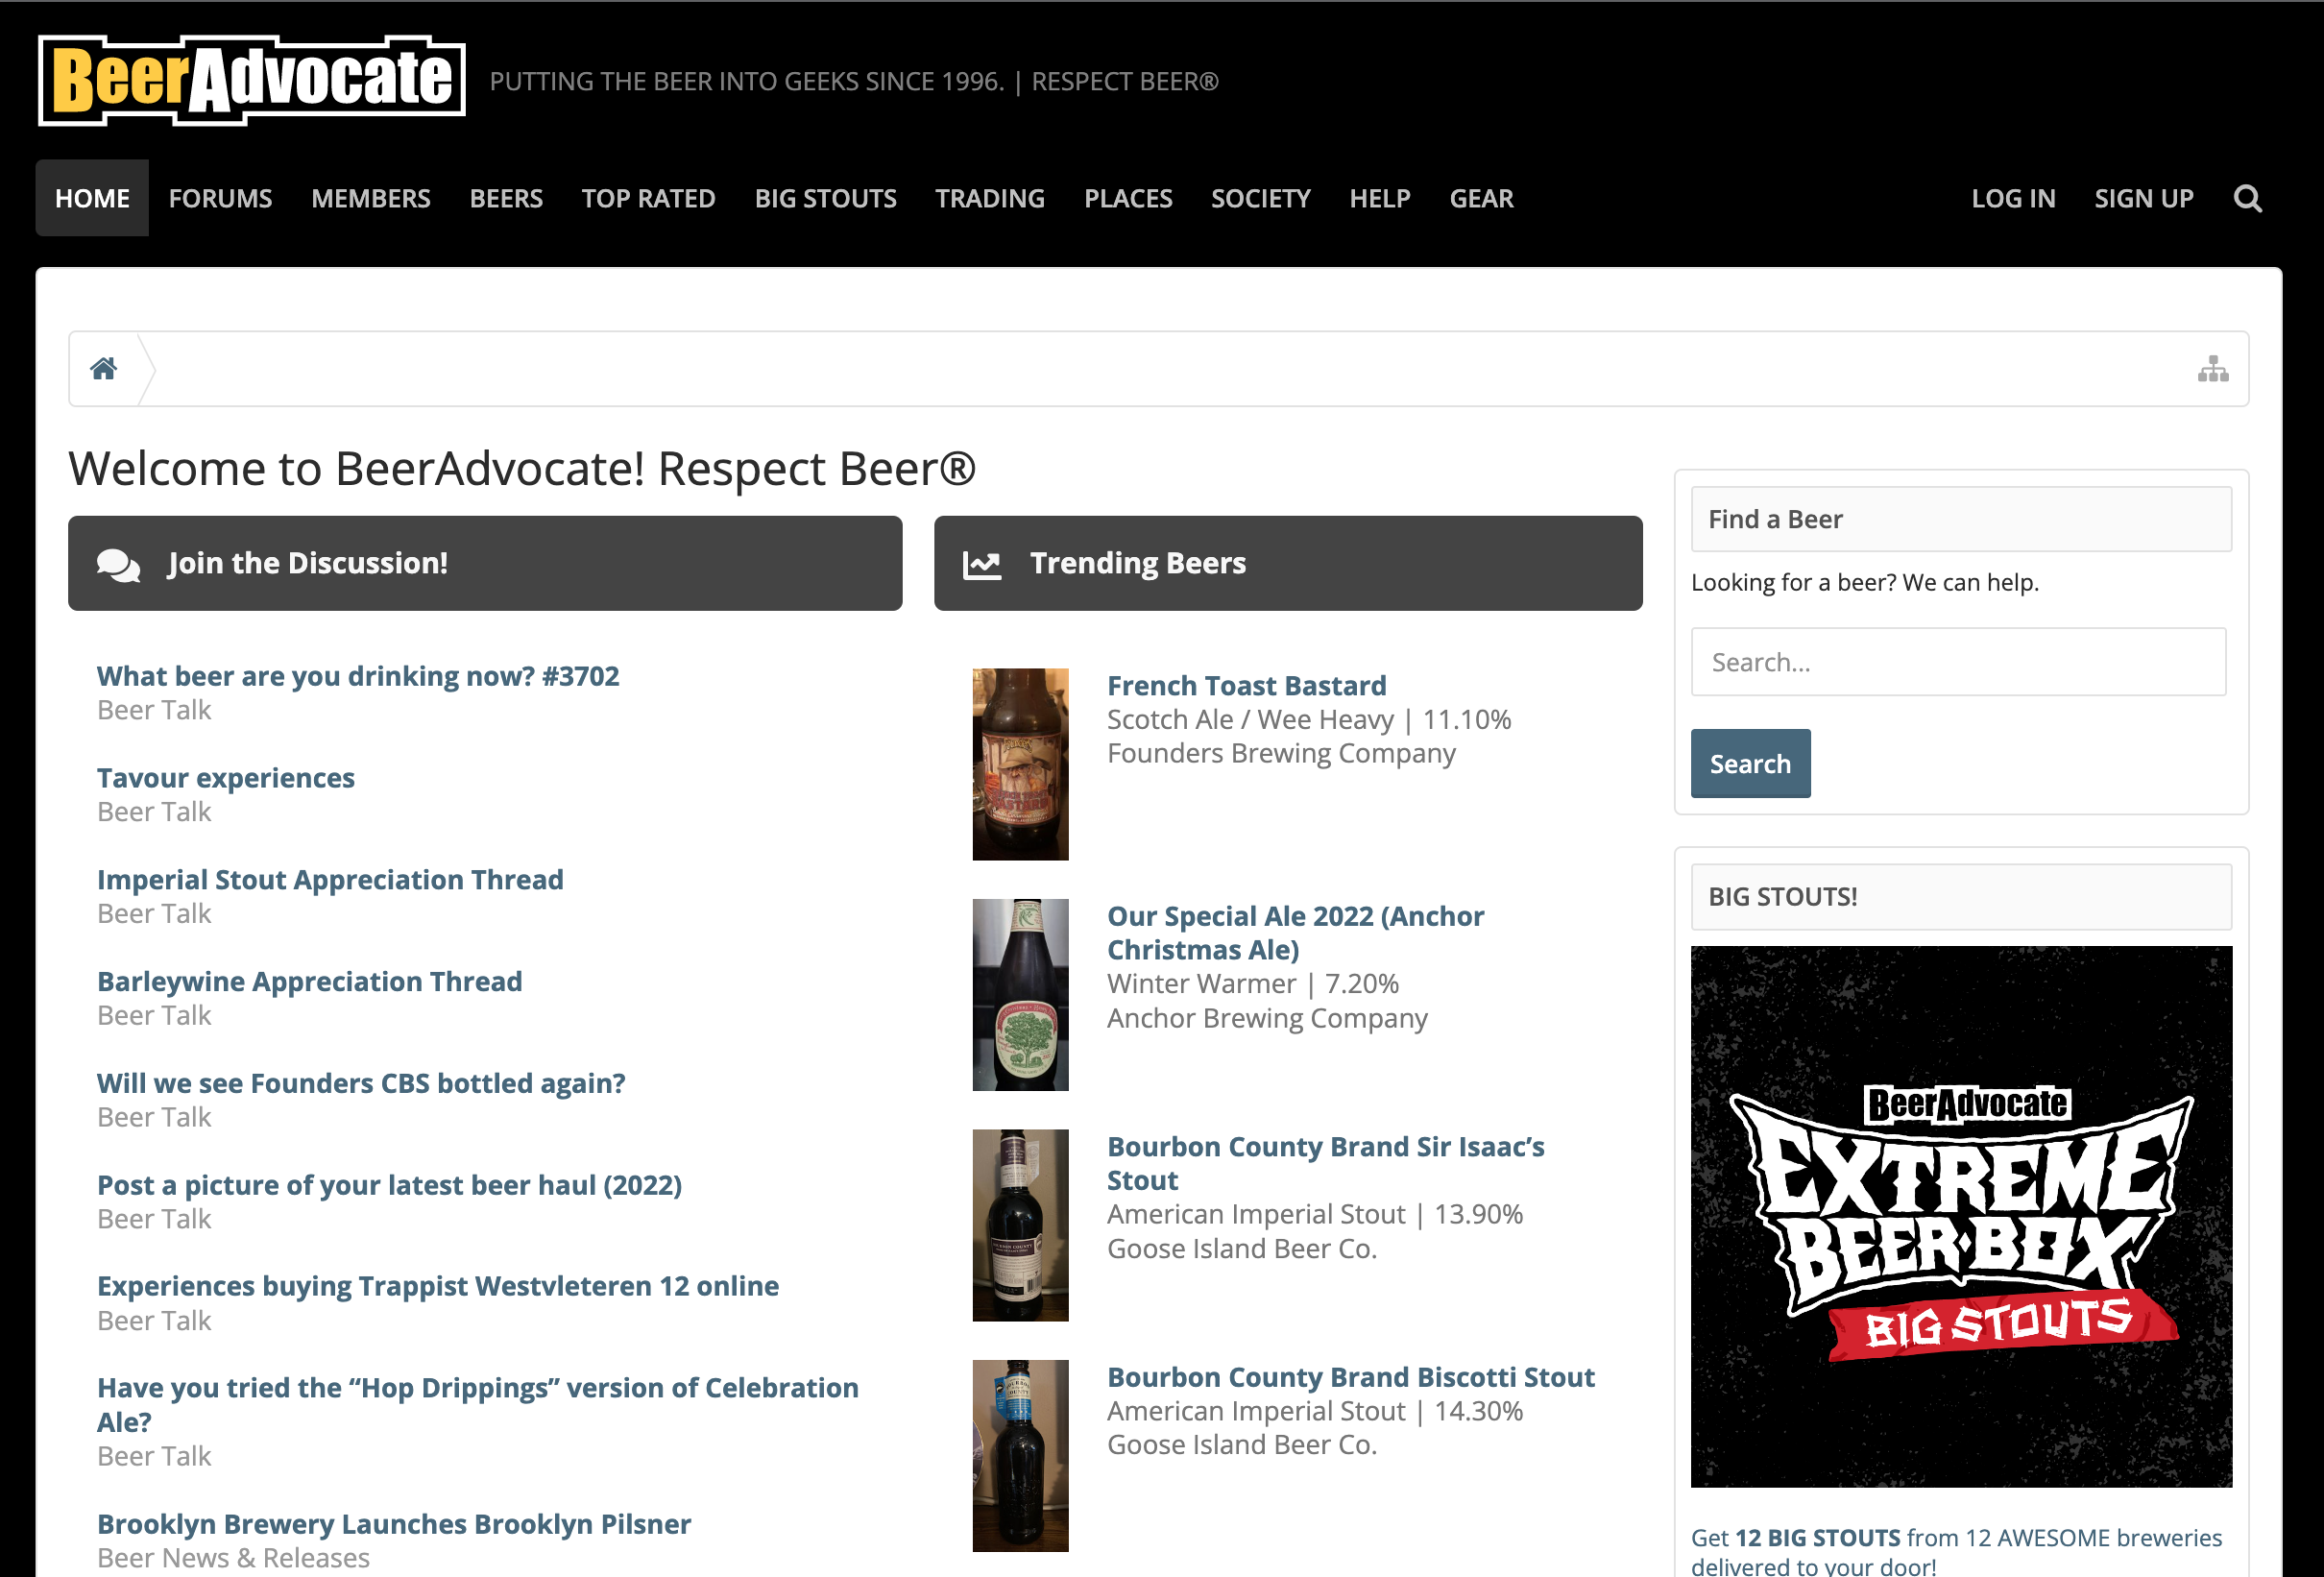 BeerAdvocate
PUTTING THE BEER INTO GEEKS SINCE 1996. | RESPECT BEER®
HOME FORUMS MEMBERS BEERS TOP RATED BIG STOUTS TRADING PLACES SOCIETY HELP GEAR LOG IN SIGN UP
Welcome to BeerAdvocate! Respect Beer®
Join the Discussion!
What beer are you drinking now? #3702
Beer Talk
Tavour experiences
Beer Talk
Imperial Stout Appreciation Thread
Beer Talk
Barleywine Appreciation Thread
Beer Talk
Will we see Founders CBS bottled again?
Beer Talk
Post a picture of your latest beer haul (2022)
Beer Talk
Experiences buying Trappist Westvleteren 12 online
Beer Talk
Have you tried the “Hop Drippings” version of Celebration
Ale?
Beer Talk
Brooklyn Brewery Launches Brooklyn Pilsner
Beer News & Releases
Trending Beers
French Toast Bastard
Scotch Ale / Wee Heavy | 11.10%
Founders Brewing Company
Our Special Ale 2022 (Anchor
Christmas Ale)
Winter Warmer | 7.20%
Anchor Brewing Company
Bourbon County Brand Sir Isaac’s
Stout
American Imperial Stout | 13.90%
Goose Island Beer Co.
Bourbon County Brand Biscotti Stout
American Imperial Stout | 14.30%
Goose Island Beer Co.
Find a Beer
Looking for a beer? We can help.
Search...
Search
BIG STOUTS!
BeerAdvocate
EXTREME
BEER·BOX
BIG STOUTS
Get 12 BIG STOUTS from 12 AWESOME breweries
delivered to your door!